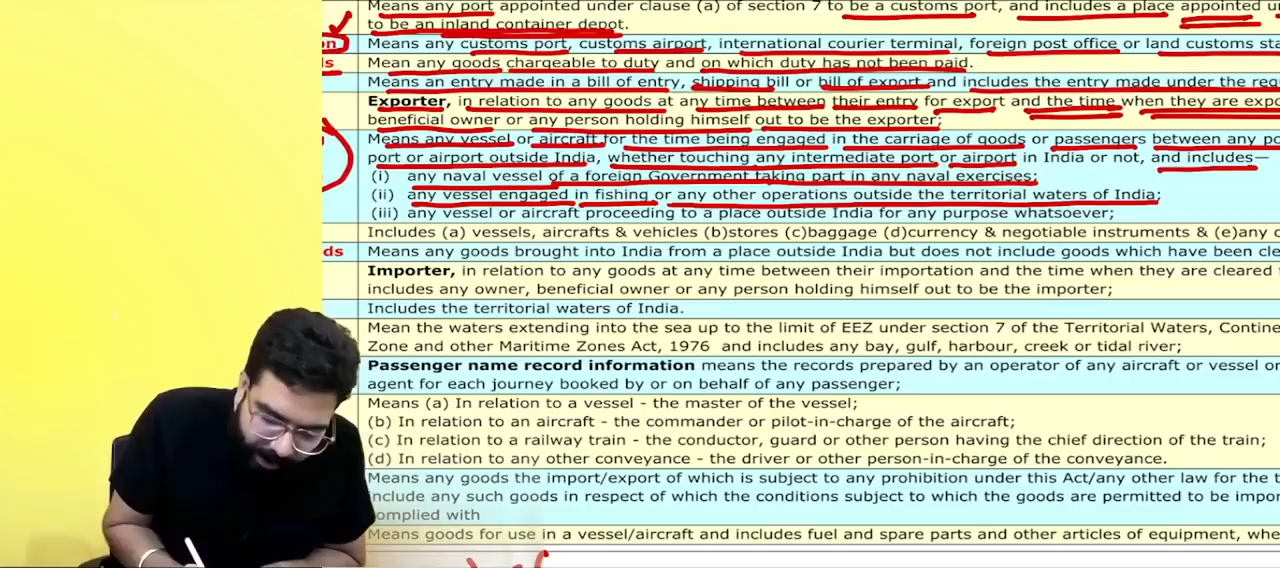 Means any port appointed under clause (a) of section 7 to be a customs port, and includes a place appointed
to be an inland container depot.
Means any customs port, customs airport, international courier terminal, foreign post office or land customs
Mean any goods chargeable to duty and on which duty has not been paid.
Means an entry made in a bill of entry, shipping bill or bill of export and includes the entry made under the
Exporter, in relation to any goods at any time between their entry for export and the time when they are
beneficial owner or any person holding himself out to be the exporter;
Means any vessel or aircraft for the time being engaged in the carriage of goods or passengers between any
port or airport outside India, whether touching any intermediate port or airport in India or not, and includes—
(i) any naval vessel of a foreign Government taking part in any naval exercises;
(ii) any vessel engaged in fishing or any other operations outside the territorial waters of India;
(iii) any vessel or aircraft proceeding to a place outside India for any purpose whatsoever;
Includes (a) vessels, aircrafts & vehicles (b)stores (c)baggage (d)currency & negotiable instruments & (e)any
ds Means any goods brought into India from a place outside India but does not include goods which have been
Importer, in relation to any goods at any time between their importation and the time when they are cleared
includes any owner, beneficial owner or any person holding himself out to be the importer;
Includes the territorial waters of India.
Mean the waters extending into the sea up to the limit of EEZ under section 7 of the Territorial Waters,
Zone and other Maritime Zones Act, 1976 and includes any bay, gulf, harbour, creek or tidal river;
Passenger name record information means the records prepared by an operator of any aircraft or vessel or
agent for each journey booked by or on behalf of any passenger;
Means (a) In relation to a vessel - the master of the vessel;
(b) In relation to an aircraft - the commander or pilot-in-charge of the aircraft;
(c) In relation to a railway train - the conductor, guard or other person having the chief direction of the train;
(d) In relation to any other conveyance - the driver or other person-in-charge of the conveyance.
Means any goods the import/export of which is subject to any prohibition under this Act/any other law for the
include any such goods in respect of which the conditions subject to which the goods are permitted to be
omplied with
Means goods for use in a vessel/aircraft and includes fuel and spare parts and other articles of equipment,